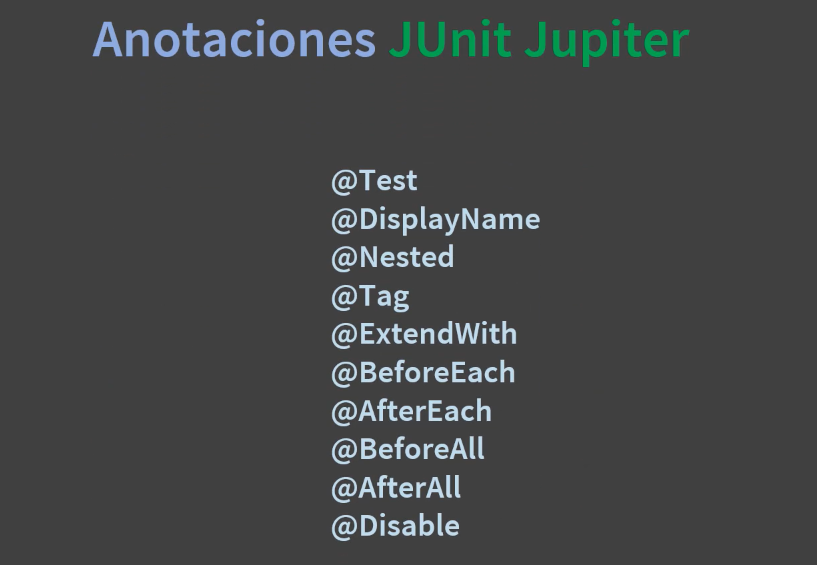 Anotaciones JUnit Jupiter
@Test
@DisplayName
@Nested
@Tag
@ExtendWith
@BeforeEach
@AfterEach
@BeforeAll
@AfterAll
@Disable